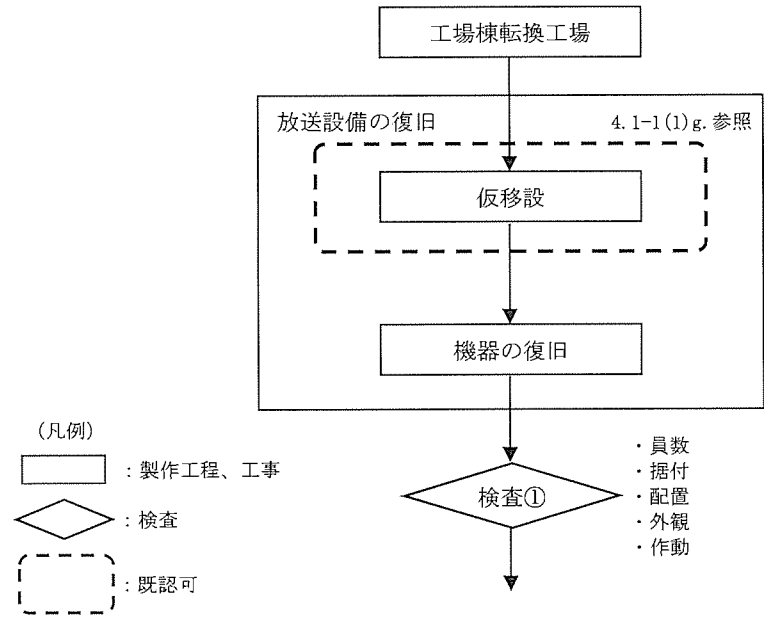 工場棟転換工場
放送設備の復旧
4.1-1(1)g.参照
仮移設
機器の復旧
検査①
・員数
・据付
・配置
・外観
・作動
(凡例)
：製作工程、工事
：検査
：既認可